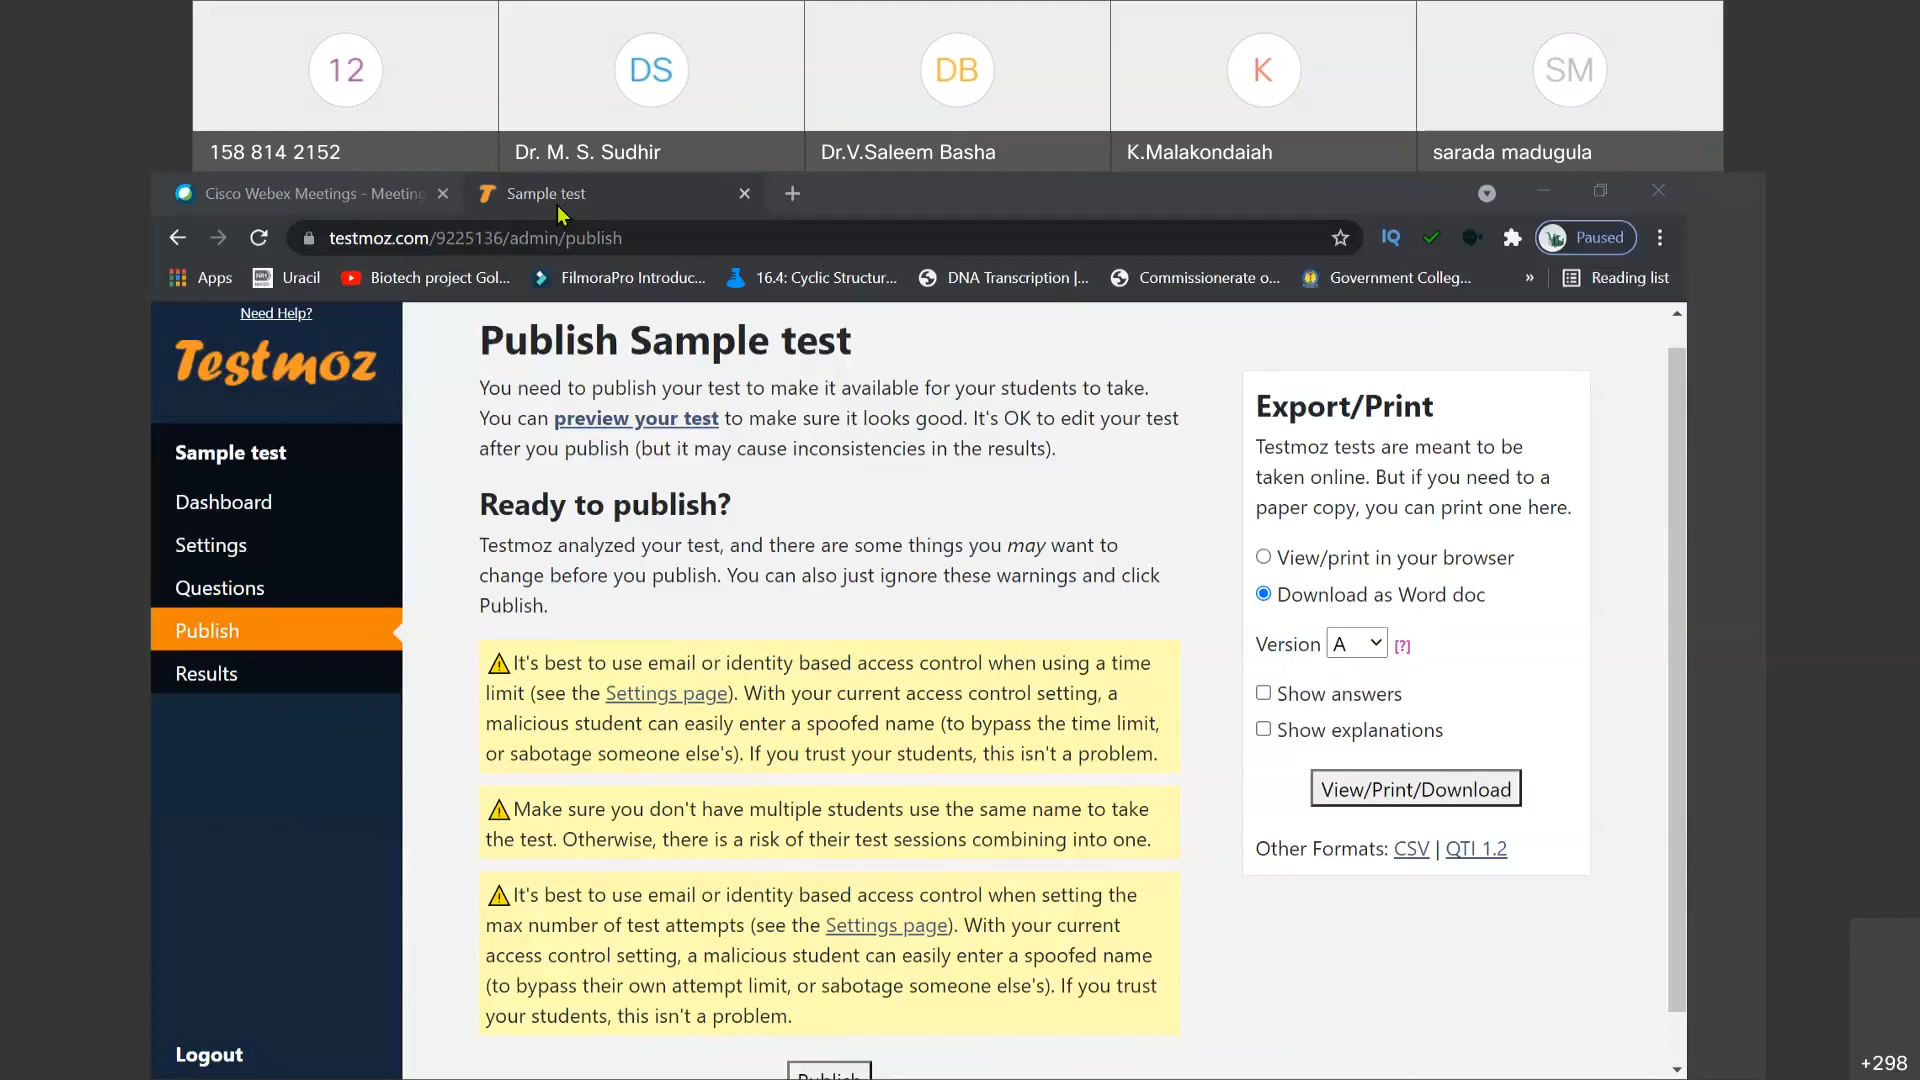 12
DS
DB
K
SM
158 814 2152
Dr. M. S. Sudhir
Dr.V.Saleem Basha
K.Malakondaiah
sarada madugula
Cisco Webex Meetings - Meeting
Sample test
testmoz.com/9225136/admin/publish
IQ
Paused
Apps
NIH
Uracil
Biotech project Gol...
FilmoraPro Introduc...
16.4: Cyclic Structur...
DNA Transcription |...
Commissionerate o...
Government Colleg...
»
Reading list
Need Help?
Testmoz
Sample test
Dashboard
Settings
Questions
Publish
Results
Logout
Publish Sample test
You need to publish your test to make it available for your students to take.
You can preview your test to make sure it looks good. It's OK to edit your test
after you publish (but it may cause inconsistencies in the results).
Ready to publish?
Testmoz analyzed your test, and there are some things you may want to
change before you publish. You can also just ignore these warnings and click
Publish.
It's best to use email or identity based access control when using a time
limit (see the Settings page). With your current access control setting, a
malicious student can easily enter a spoofed name (to bypass the time limit,
or sabotage someone else's). If you trust your students, this isn't a problem.
Make sure you don't have multiple students use the same name to take
the test. Otherwise, there is a risk of their test sessions combining into one.
It's best to use email or identity based access control when setting the
max number of test attempts (see the Settings page). With your current
access control setting, a malicious student can easily enter a spoofed name
(to bypass their own attempt limit, or sabotage someone else's). If you trust
your students, this isn't a problem.
Publish
Export/Print
Testmoz tests are meant to be
taken online. But if you need to a
paper copy, you can print one here.
View/print in your browser
Download as Word doc
Version A [?]
Show answers
Show explanations
View/Print/Download
Other Formats: CSV | QTI 1.2
+298